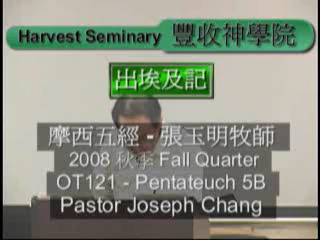 Harvest Seminary 豐收神學院
出埃及記
摩西五經 - 張玉明牧師
2008 秋季 Fall Quarter
OT121 - Pentateuch 5B
Pastor Joseph Chang